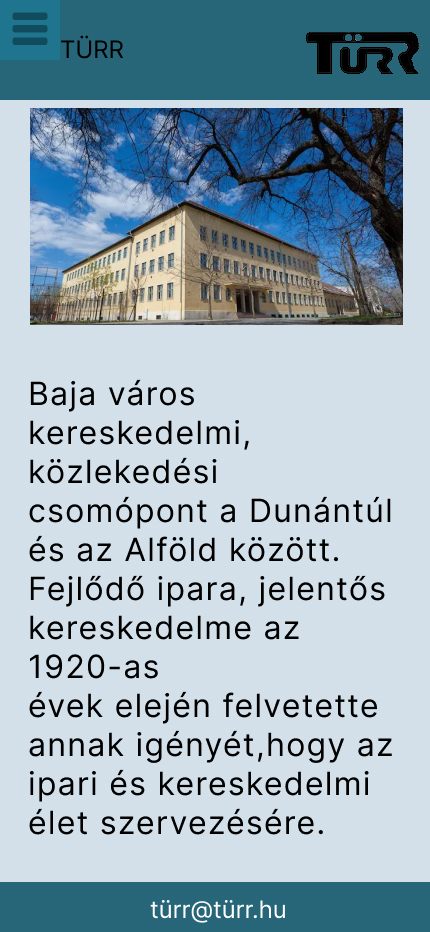 TÜRR
TÜRR
Baja város
kereskedelmi,
közlekedési
csomópont a Dunántúl
és az Alföld között.
Fejlődő ipara, jelentős
kereskedelme az
1920-as
évek elején felvetette
annak igényét,hogy az
ipari és kereskedelmi
élet szervezésére.
türr@türr.hu